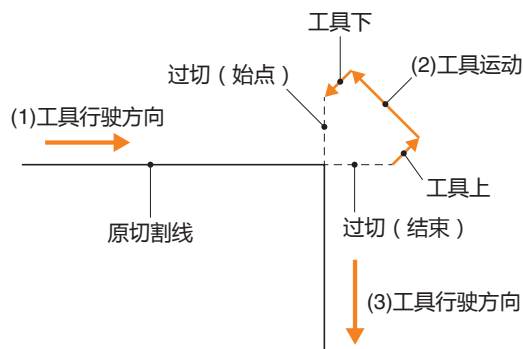 工具下
过切（始点）
(2)工具运动
(1)工具行驶方向
工具上
原切割线
过切（结束）
(3)工具行驶方向